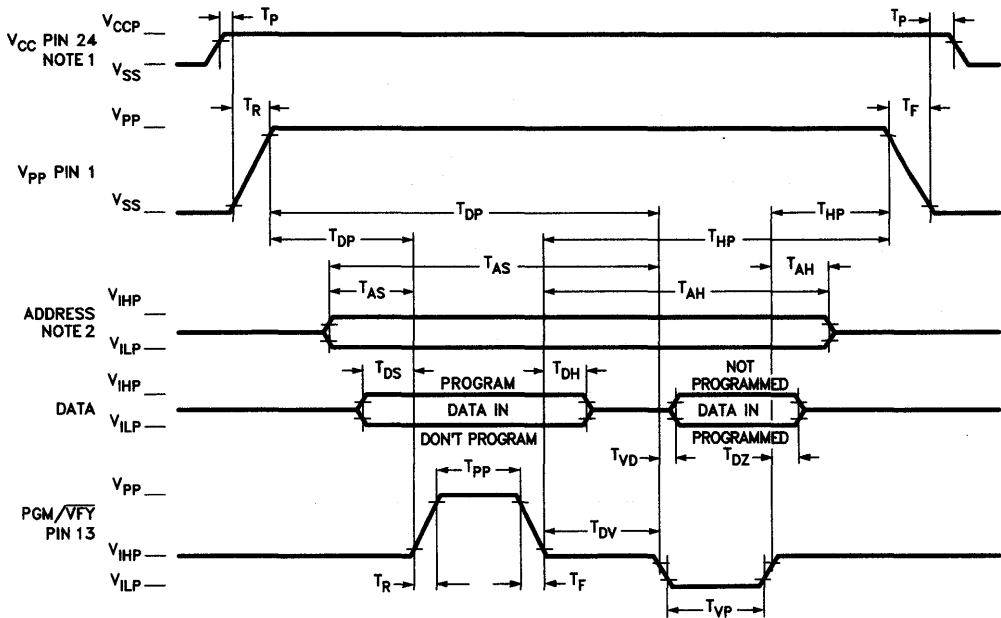 V_CCP T_P T_P
V_CC PIN 24
NOTE 1
V_SS
T_R T_F
V_PP
V_PP PIN 1
V_SS
T_DP T_HP
T_DP T_HP
T_AS T_AH
V_IHP T_AS T_AH
ADDRESS
NOTE 2
V_ILP
T_DS T_DH NOT
V_IHP PROGRAM PROGRAMMED
DATA DATA IN DATA IN
V_ILP
DON'T PROGRAM PROGRAMMED
T_VD T_DZ
T_PP
V_PP
PGM/V̅F̅Y̅
PIN 13
T_DV
V_IHP
T_R T_F
V_ILP
T_VP